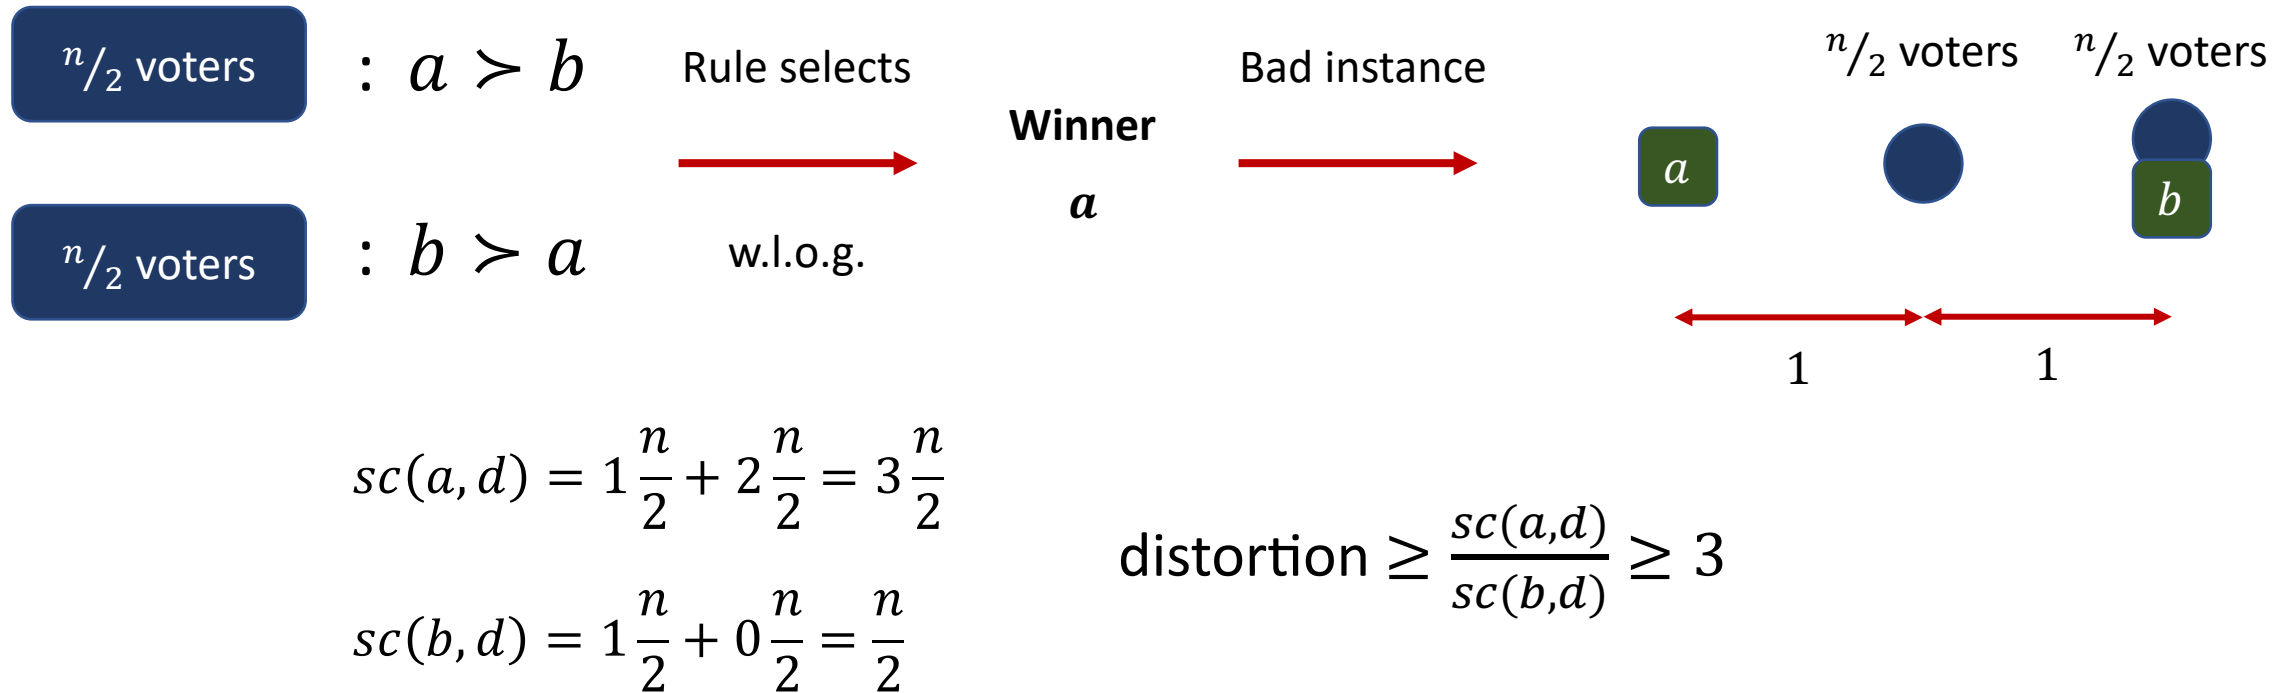 n/2 voters : a ≻ b
n/2 voters : b ≻ a
Rule selects
w.l.o.g.
Winner
a
Bad instance
n/2 voters n/2 voters
a
b
1 1
sc(a, d) = 1 n/2 + 2 n/2 = 3 n/2
sc(b, d) = 1 n/2 + 0 n/2 = n/2
distortion ≥ sc(a,d)/sc(b,d) ≥ 3